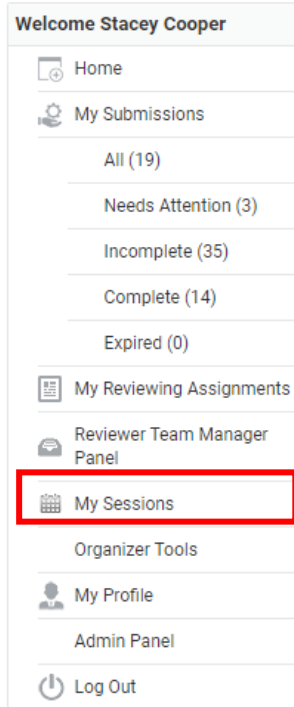 Welcome Stacey Cooper
Home
My Submissions
All (19)
Needs Attention (3)
Incomplete (35)
Complete (14)
Expired (0)
My Reviewing Assignments
Reviewer Team Manager
Panel
My Sessions
Organizer Tools
My Profile
Admin Panel
Log Out